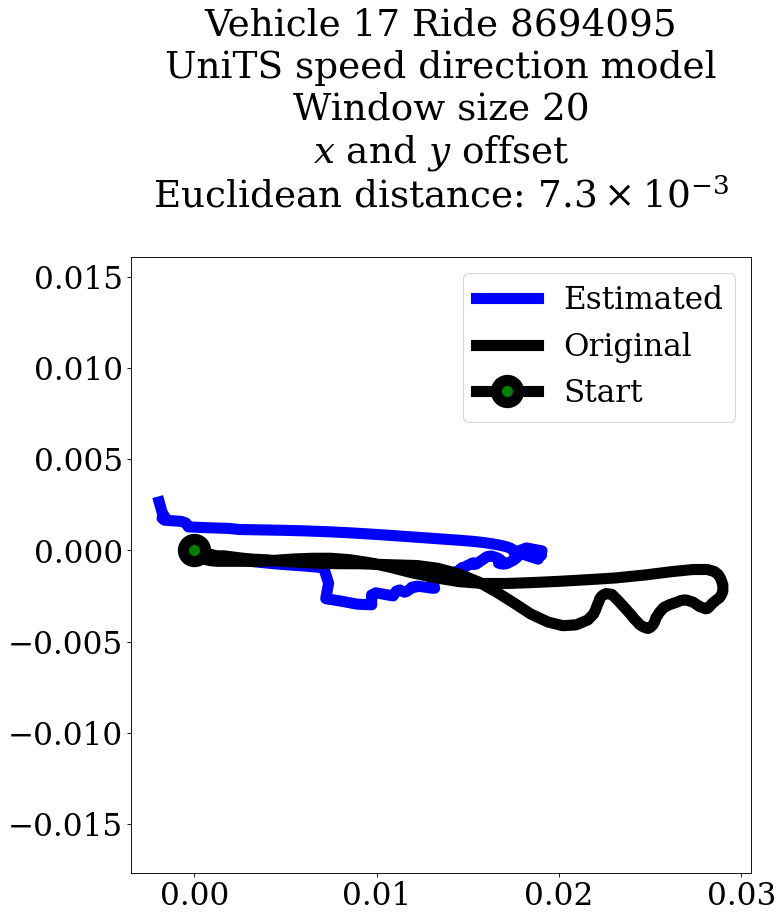 Vehicle 17 Ride 8694095
UniTS speed direction model
Window size 20
x and y offset
Euclidean distance: 7.3 × 10⁻³
Estimated
Original
Start
0.015
0.010
0.005
0.000
−0.005
−0.010
−0.015
0.00 0.01 0.02 0.03